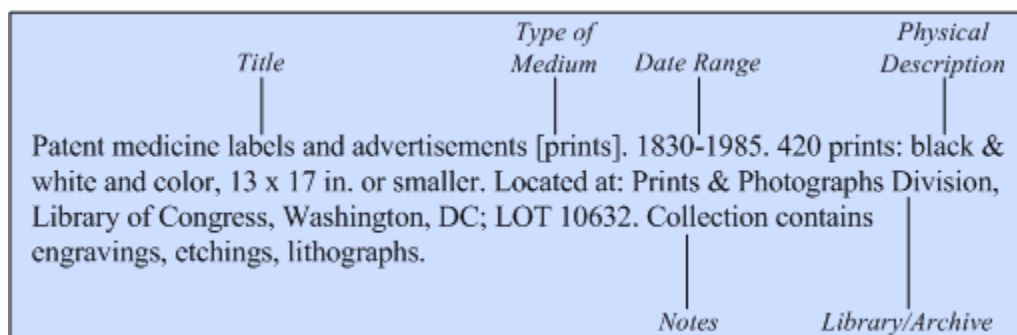 Type of Physical
Title Medium Date Range Description
Patent medicine labels and advertisements [prints]. 1830-1985. 420 prints: black &
white and color, 13 x 17 in. or smaller. Located at: Prints & Photographs Division,
Library of Congress, Washington, DC; LOT 10632. Collection contains
engravings, etchings, lithographs.
Notes Library/Archive